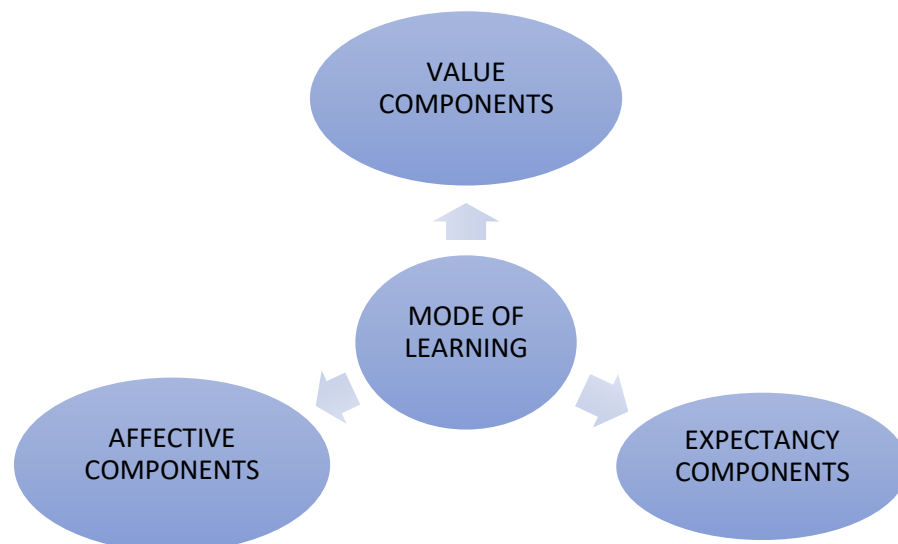 VALUE
COMPONENTS
MODE OF
LEARNING
AFFECTIVE
COMPONENTS
EXPECTANCY
COMPONENTS